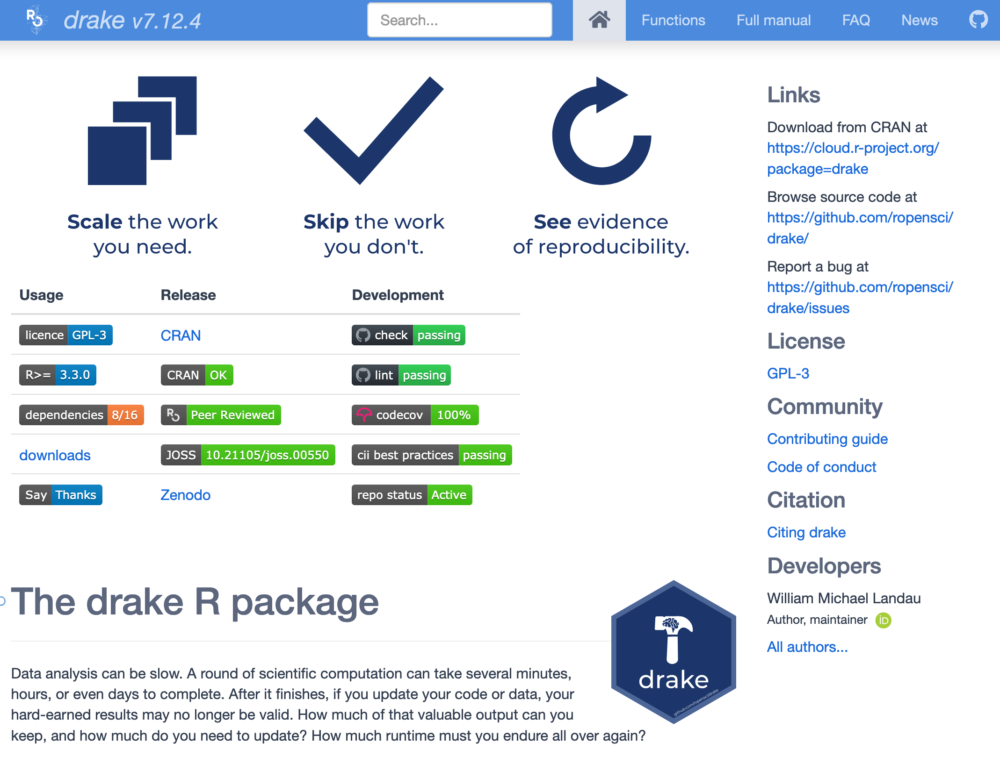 drake v7.12.4
Search...
Functions
Full manual
FAQ
News
Scale the work
you need.
Skip the work
you don't.
See evidence
of reproducibility.
Usage Release Development
licence GPL-3 CRAN check passing
R>= 3.3.0 CRAN OK lint passing
dependencies 8/16 Peer Reviewed codecov 100%
downloads JOSS 10.21105/joss.00550 cii best practices passing
Say Thanks Zenodo repo status Active
The drake R package
Data analysis can be slow. A round of scientific computation can take several minutes,
hours, or even days to complete. After it finishes, if you update your code or data, your
hard-earned results may no longer be valid. How much of that valuable output can you
keep, and how much do you need to update? How much runtime must you endure all over again?
drake
github.com/ropensci/drake
Links
Download from CRAN at
https://cloud.r-project.org/
package=drake
Browse source code at
https://github.com/ropensci/
drake/
Report a bug at
https://github.com/ropensci/
drake/issues
License
GPL-3
Community
Contributing guide
Code of conduct
Citation
Citing drake
Developers
William Michael Landau
Author, maintainer iD
All authors...